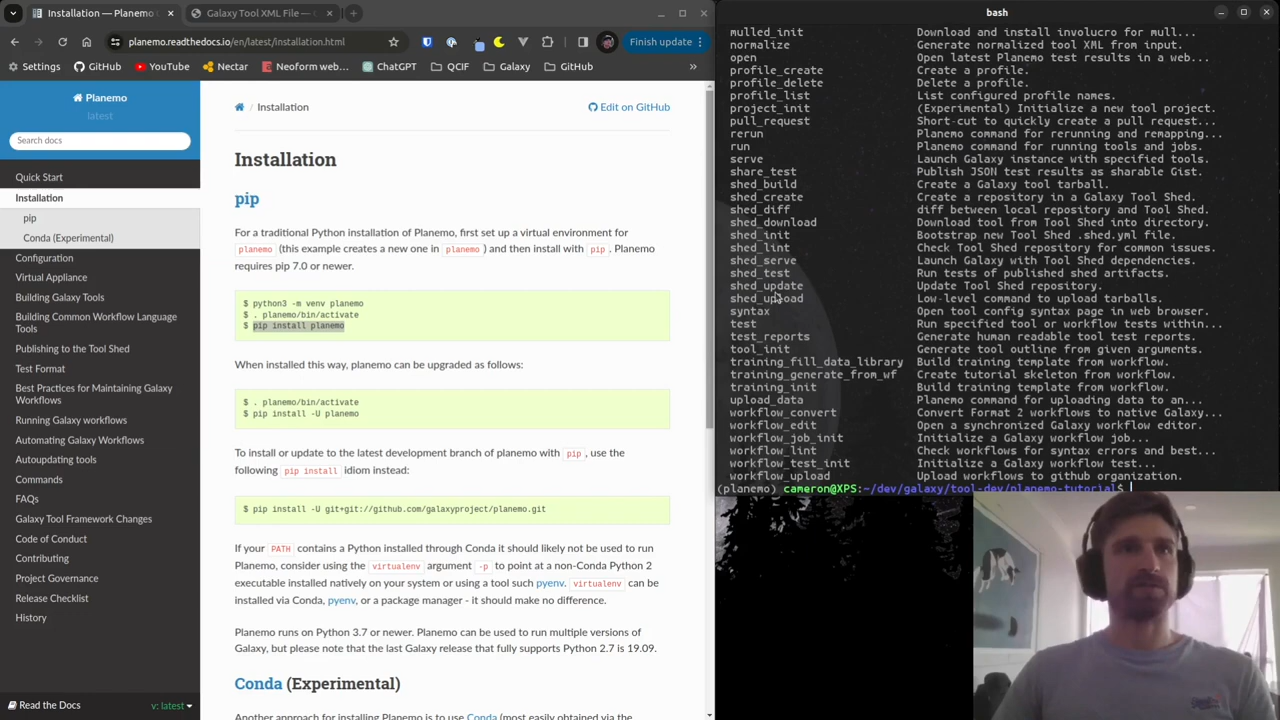 Installation — Planemo
Galaxy Tool XML File —
planemo.readthedocs.io/en/latest/installation.html
Finish update
Settings
GitHub
YouTube
Nectar
Neoform web...
ChatGPT
QCIF
Galaxy
GitHub
»
Planemo
latest
Search docs
Quick Start
Installation
pip
Conda (Experimental)
Configuration
Virtual Appliance
Building Galaxy Tools
Building Common Workflow Language
Tools
Publishing to the Tool Shed
Test Format
Best Practices for Maintaining Galaxy
Workflows
Running Galaxy workflows
Automating Galaxy Workflows
Autoupdating tools
Commands
FAQs
Galaxy Tool Framework Changes
Code of Conduct
Contributing
Project Governance
Release Checklist
History
Read the Docs
v: latest
/ Installation
Edit on GitHub
Installation
pip
For a traditional Python installation of Planemo, first set up a virtual environment for
planemo (this example creates a new one in planemo ) and then install with pip . Planemo
requires pip 7.0 or newer.
$ python3 -m venv planemo
$ . planemo/bin/activate
$ pip install planemo
When installed this way, planemo can be upgraded as follows:
$ . planemo/bin/activate
$ pip install -U planemo
To install or update to the latest development branch of planemo with pip , use the
following pip install idiom instead:
$ pip install -U git+git://github.com/galaxyproject/planemo.git
If your PATH contains a Python installed through Conda it should likely not be used to run
Planemo, consider using the virtualenv argument -p to point at a non-Conda Python 2
executable installed natively on your system or using a tool such pyenv. virtualenv can be
installed via Conda, pyenv, or a package manager - it should make no difference.
Planemo runs on Python 3.7 or newer. Planemo can be used to run multiple versions of
Galaxy, but please note that the last Galaxy release that fully supports Python 2.7 is 19.09.
Conda (Experimental)
Another approach for installing Planemo is to use Conda (most easily obtained via the
bash
mulled_init Download and install involucro for mull...
normalize Generate normalized tool XML from input.
open Open latest Planemo test results in a web...
profile_create Create a profile.
profile_delete Delete a profile.
profile_list List configured profile names.
project_init (Experimental) Initialize a new tool project.
pull_request Short-cut to quickly create a pull request...
rerun Planemo command for rerunning and remapping...
run Planemo command for running tools and jobs.
serve Launch Galaxy instance with specified tools.
share_test Publish JSON test results as sharable Gist.
shed_build Create a Galaxy tool tarball.
shed_create Create a repository in a Galaxy Tool Shed.
shed_diff diff between local repository and Tool Shed.
shed_download Download tool from Tool Shed into directory.
shed_init Bootstrap new Tool Shed .shed.yml file.
shed_lint Check Tool Shed repository for common issues.
shed_serve Launch Galaxy with Tool Shed dependencies.
shed_test Run tests of published shed artifacts.
shed_update Update Tool Shed repository.
shed_upload Low-level command to upload tarballs.
syntax Open tool config syntax page in web browser.
test Run specified tool or workflow tests within...
test_reports Generate human readable tool test reports.
tool_init Generate tool outline from given arguments.
training_fill_data_library Build training template from workflow.
training_generate_from_wf Create tutorial skeleton from workflow.
training_init Build training template from workflow.
upload_data Planemo command for uploading data to an...
workflow_convert Convert Format 2 workflows to native Galaxy...
workflow_edit Open a synchronized Galaxy workflow editor.
workflow_job_init Initialize a Galaxy workflow job...
workflow_lint Check workflows for syntax errors and best...
workflow_test_init Initialize a Galaxy workflow test...
workflow_upload Upload workflows to github organization.
(planemo) cameron@XPS:~/dev/galaxy/tool-dev/planemo-tutorial$